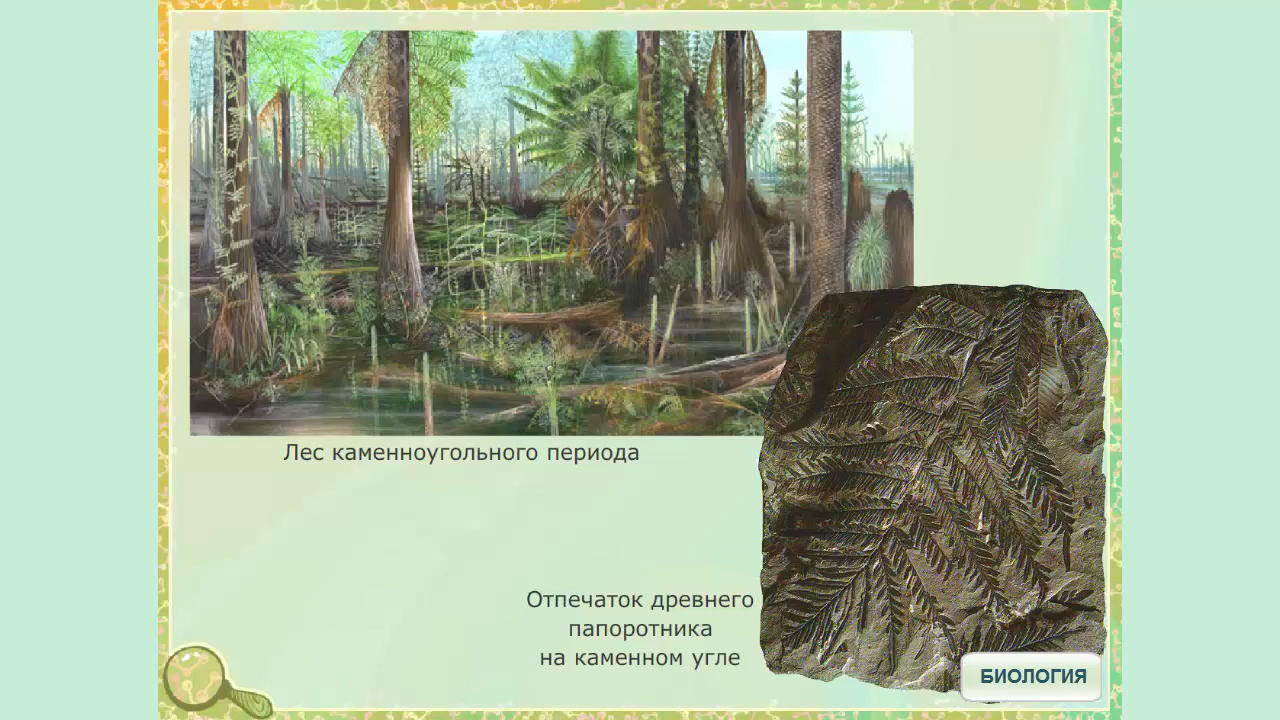 Лес каменноугольного периода
Отпечаток древнего
папоротника
на каменном угле
БИОЛОГИЯ